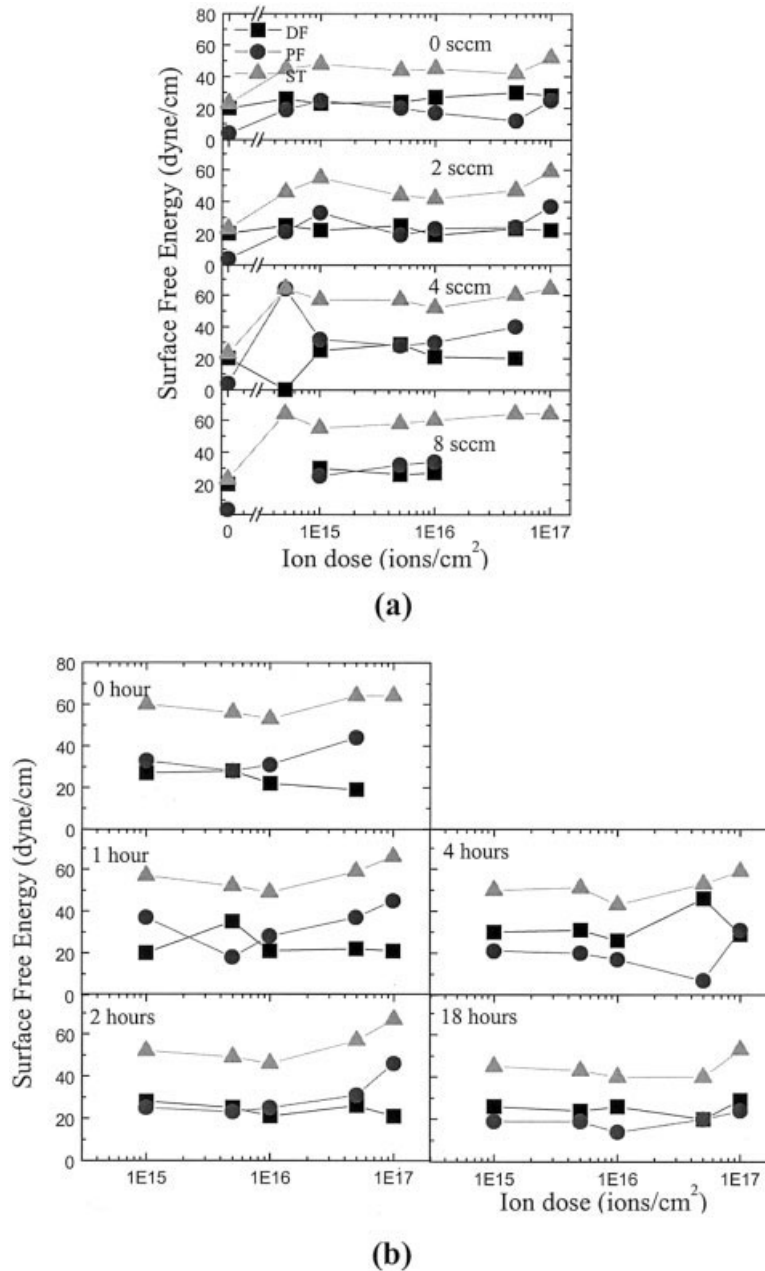 80
60
40
20
0
DF
PF
ST
0 sccm
60
40
20
0
2 sccm
60
40
20
0
4 sccm
60
40
20
8 sccm
Surface Free Energy (dyne/cm)
0 1E15 1E16 1E17
Ion dose (ions/cm²)
(a)
80
60
40
20
0
0 hour
60
40
20
0
1 hour
4 hours
60
40
20
0
2 hours
18 hours
Surface Free Energy (dyne/cm)
1E15 1E16 1E17 1E15 1E16 1E17
Ion dose (ions/cm²)
(b)